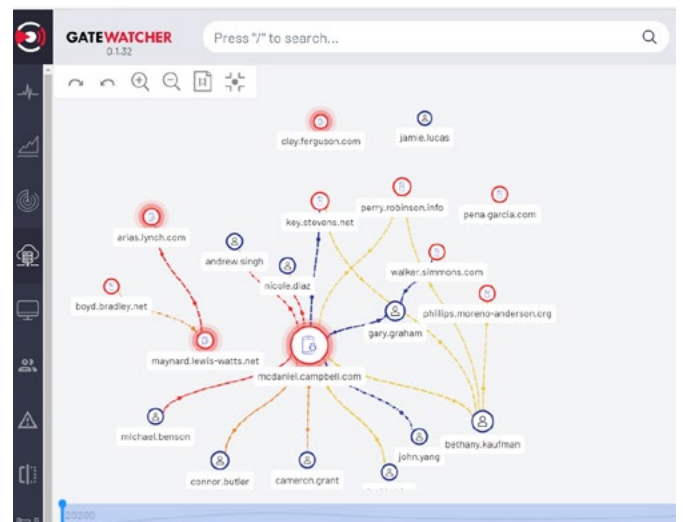 GATEWATCHER
0.1.32
Press "/" to search...
clay.ferguson.com
jamie.lucas
key.stevens.net
perry.robinson.info
pena.garcia.com
arias.lynch.com
andrew.singh
walker.simmons.com
nicole.diaz
boyd.bradley.net
phillips.moreno-anderson.org
gary.graham
maynard.lewis-watts.net
mcdaniel.campbell.com
michael.benson
bethany.kaufman
john.yang
connor.butler
cameron.grant
20200